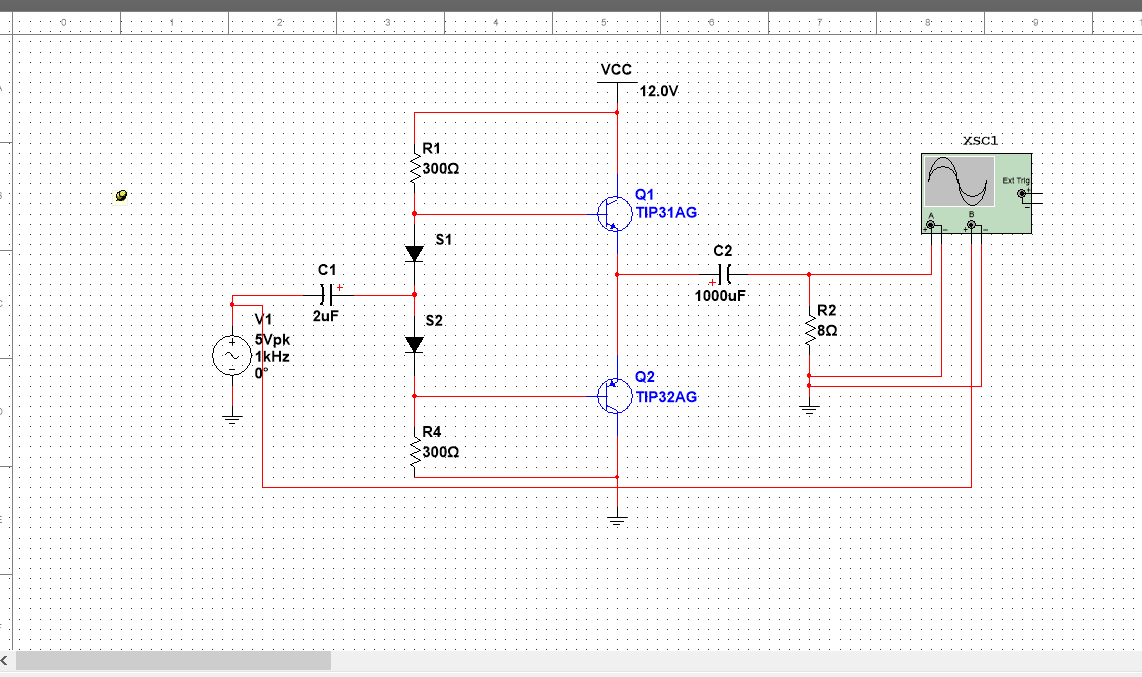 0 1 2 3 4 5 6 7 8 9
VCC
12.0V
XSC1
R1
300Ω
Ext Trig
+
Q1
TIP31AG
_
A B
+ _ + _
S1
C2
C1
+
+
1000uF
2uF
R2
8Ω
S2
V1
5Vpk
1kHz
0°
+
Q2
TIP32AG
R4
300Ω